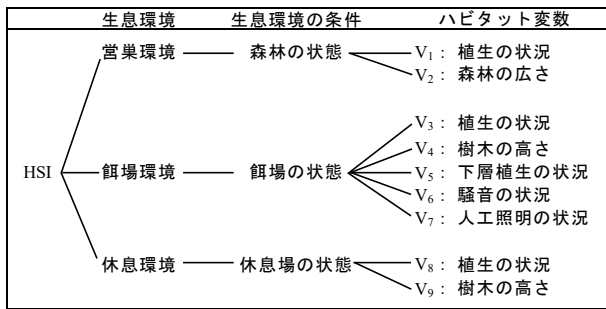 生息環境 生息環境の条件 ハビタット変数
営巣環境 森林の状態 V1： 植生の状況
V2： 森林の広さ
V3： 植生の状況
V4： 樹木の高さ
HSI 餌場環境 餌場の状態 V5： 下層植生の状況
V6： 騒音の状況
V7： 人工照明の状況
休息環境 休息場の状態 V8： 植生の状況
V9： 樹木の高さ